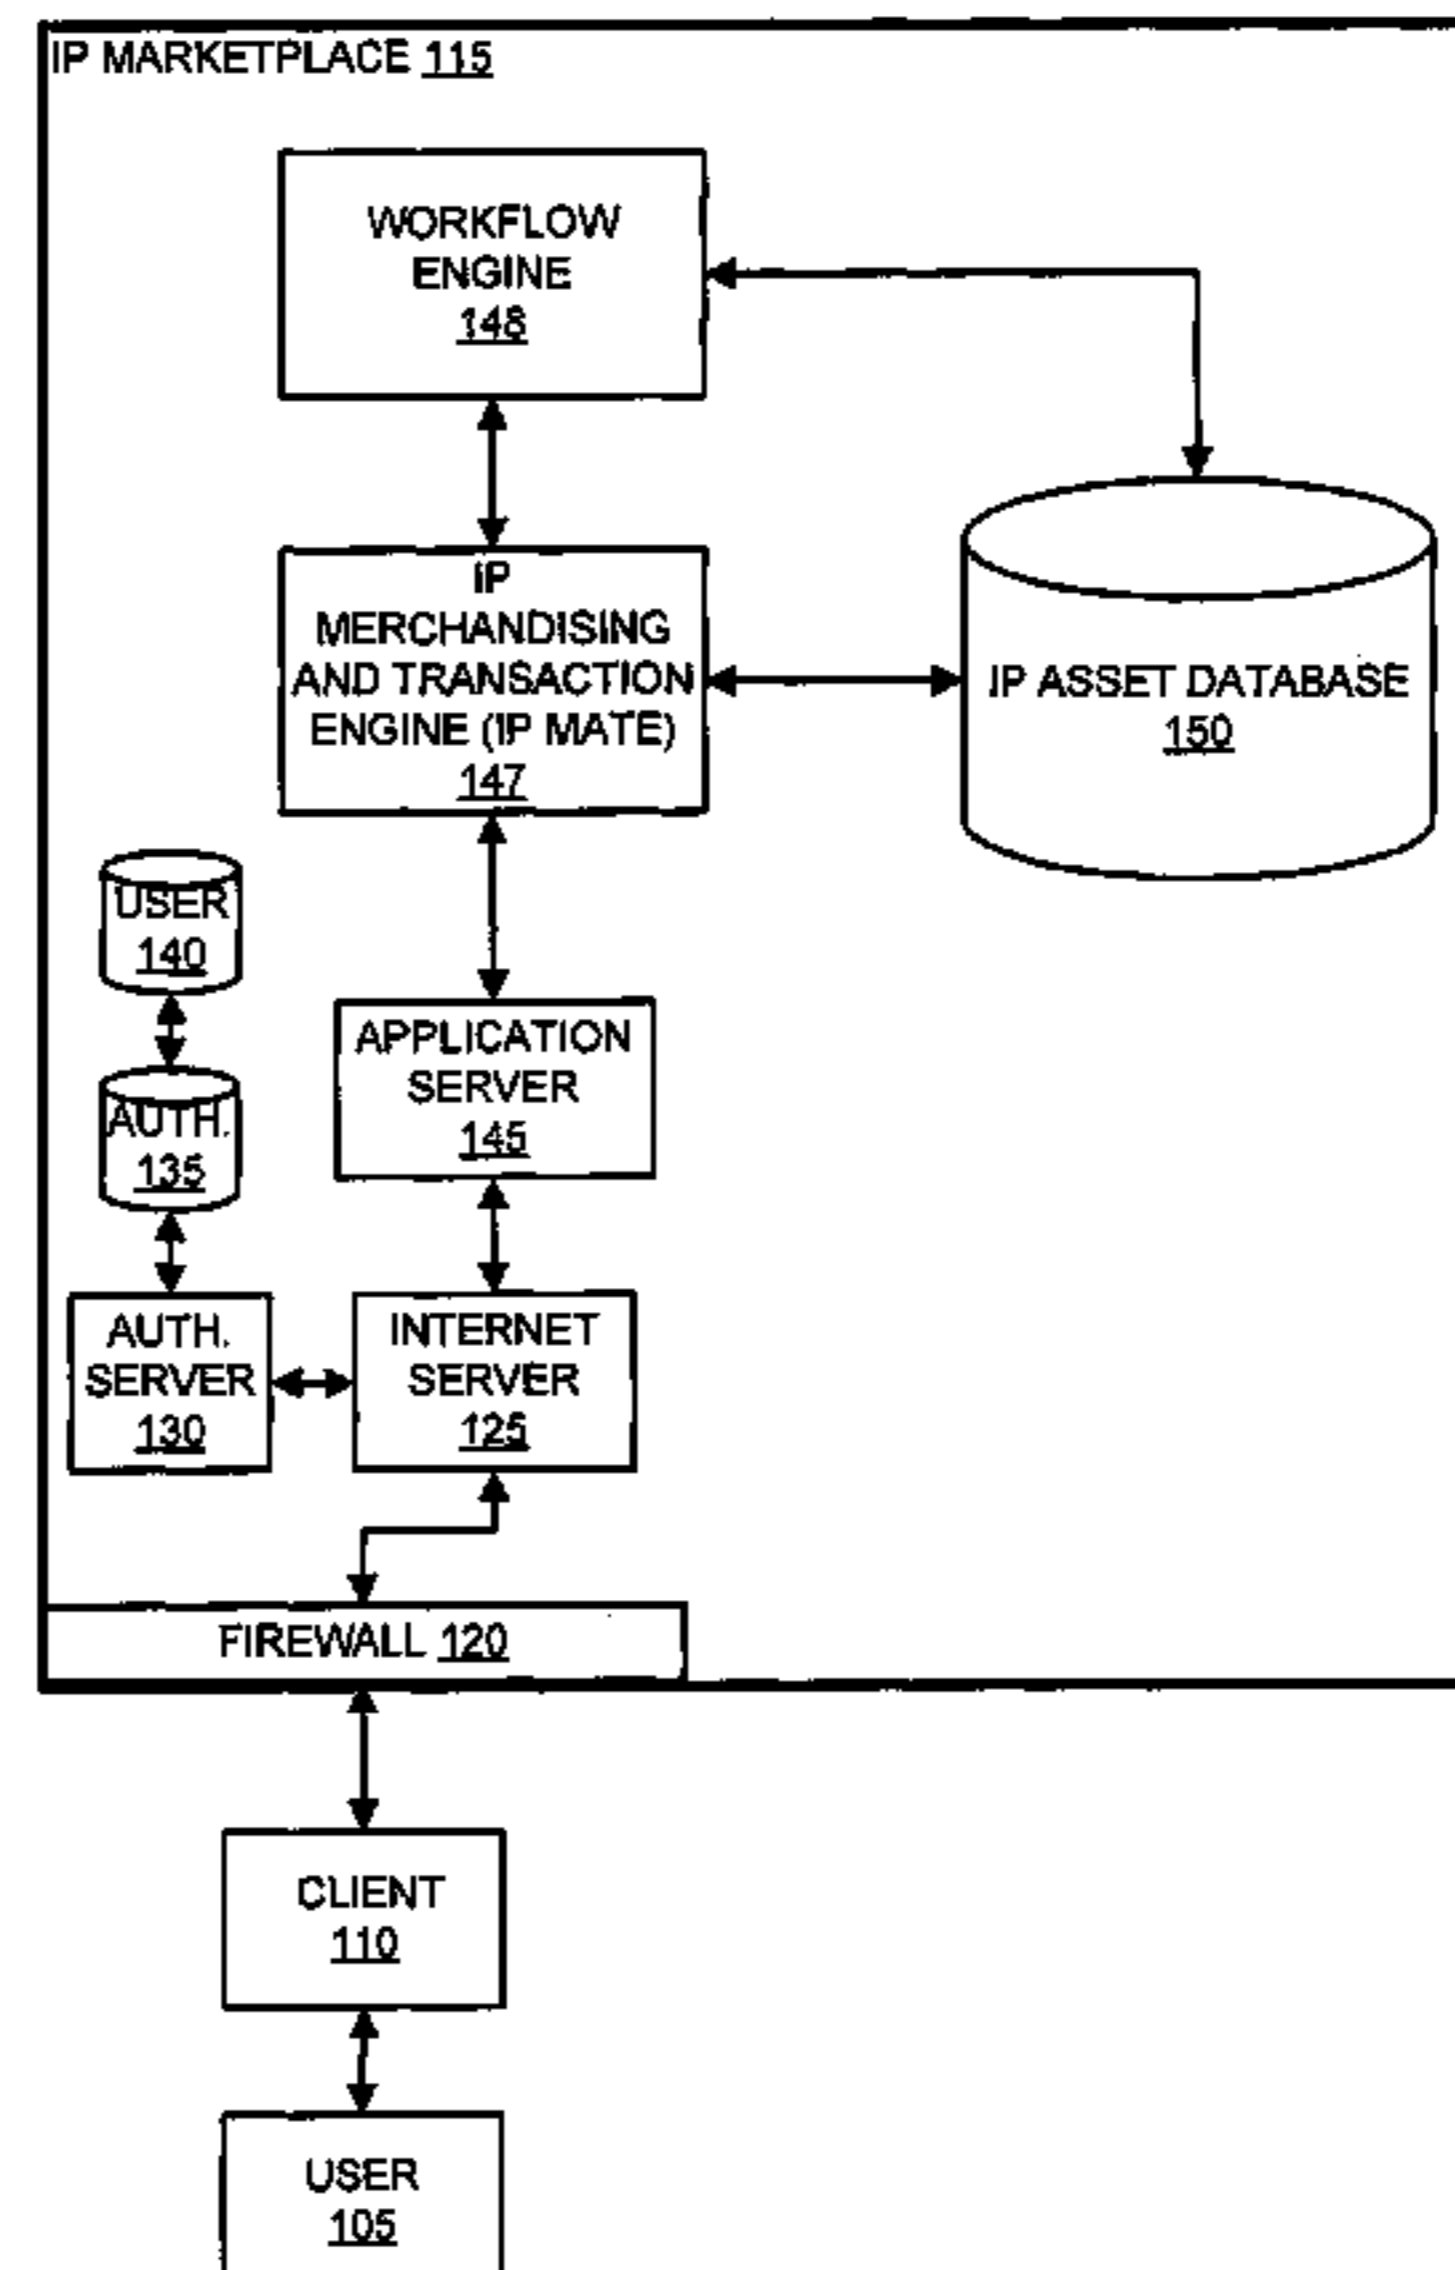 IP MARKETPLACE 115
WORKFLOW
ENGINE
148
IP
MERCHANDISING
AND TRANSACTION
ENGINE (IP MATE)
147
IP ASSET DATABASE
150
USER
140
AUTH.
135
APPLICATION
SERVER
145
AUTH.
SERVER
130
INTERNET
SERVER
125
FIREWALL 120
CLIENT
110
USER
105